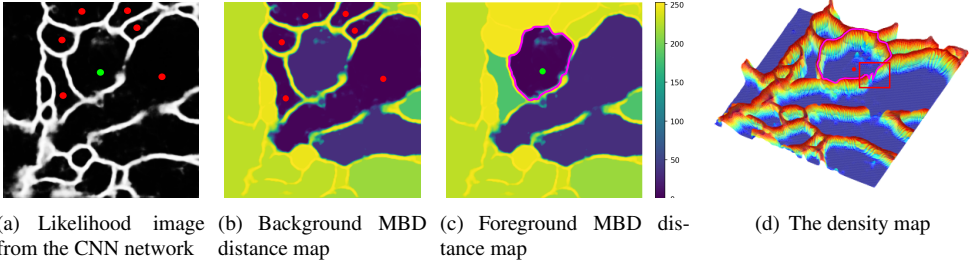 250
200
150
100
50
0
(a) Likelihood image
from the CNN network
(b) Background MBD
distance map
(c) Foreground MBD dis-
tance map
(d) The density map